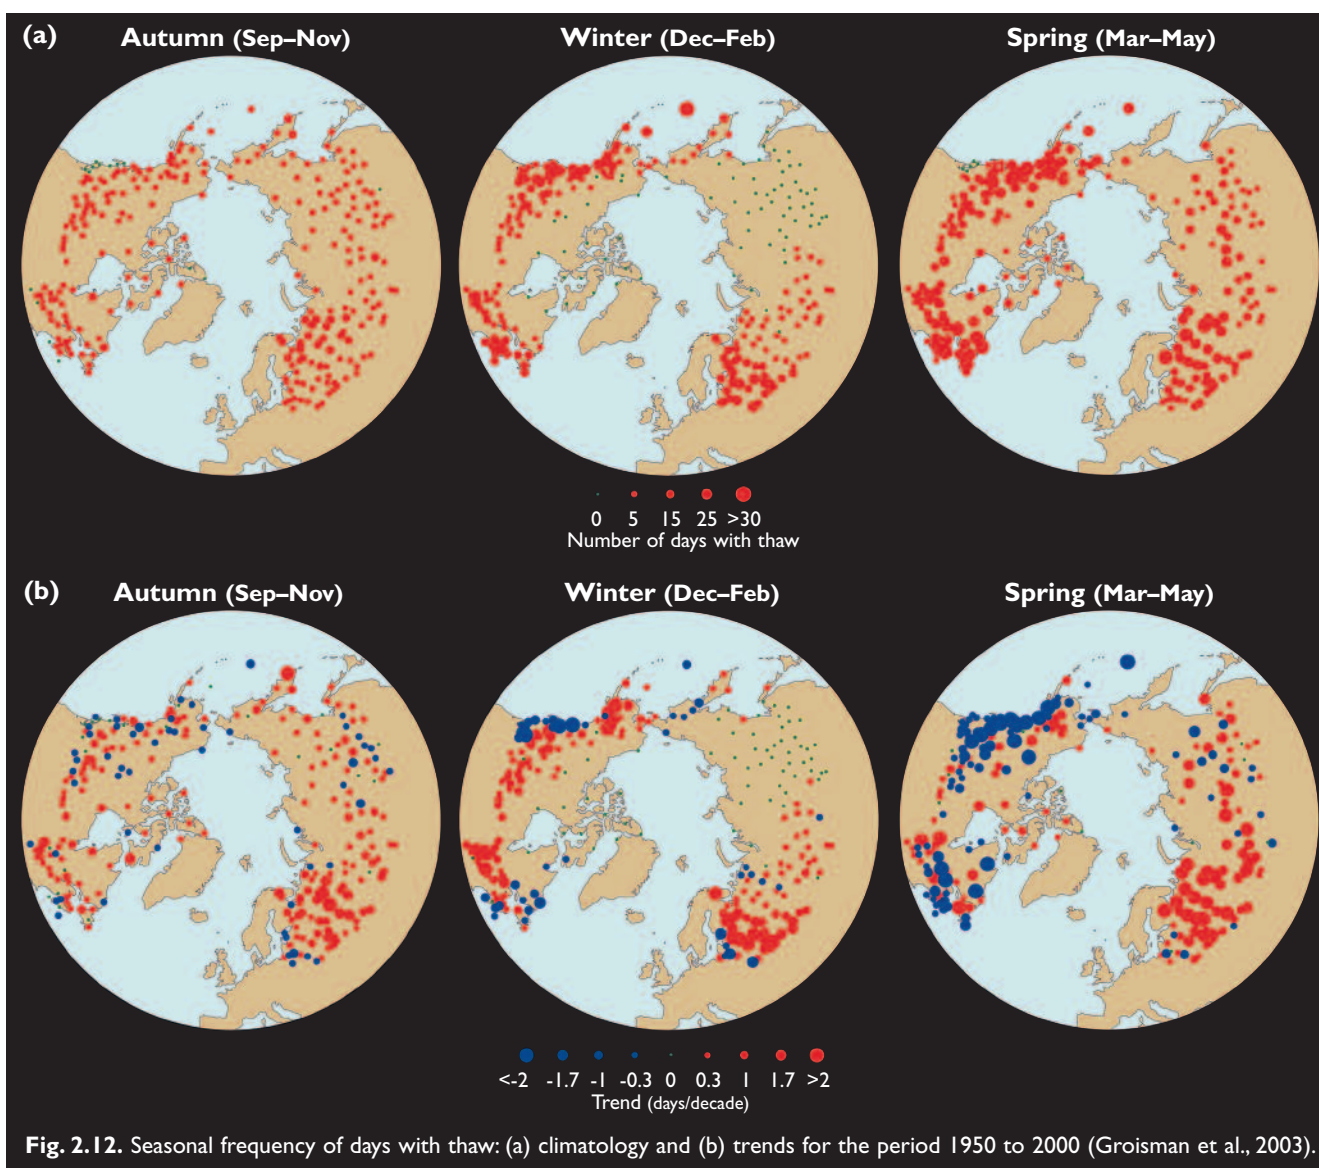 (a)
Autumn (Sep–Nov)
Winter (Dec–Feb)
Spring (Mar–May)
0 5 15 25 >30
Number of days with thaw
(b)
Autumn (Sep–Nov)
Winter (Dec–Feb)
Spring (Mar–May)
<-2 -1.7 -1 -0.3 0 0.3 1 1.7 >2
Trend (days/decade)
Fig. 2.12. Seasonal frequency of days with thaw: (a) climatology and (b) trends for the period 1950 to 2000 (Groisman et al., 2003).